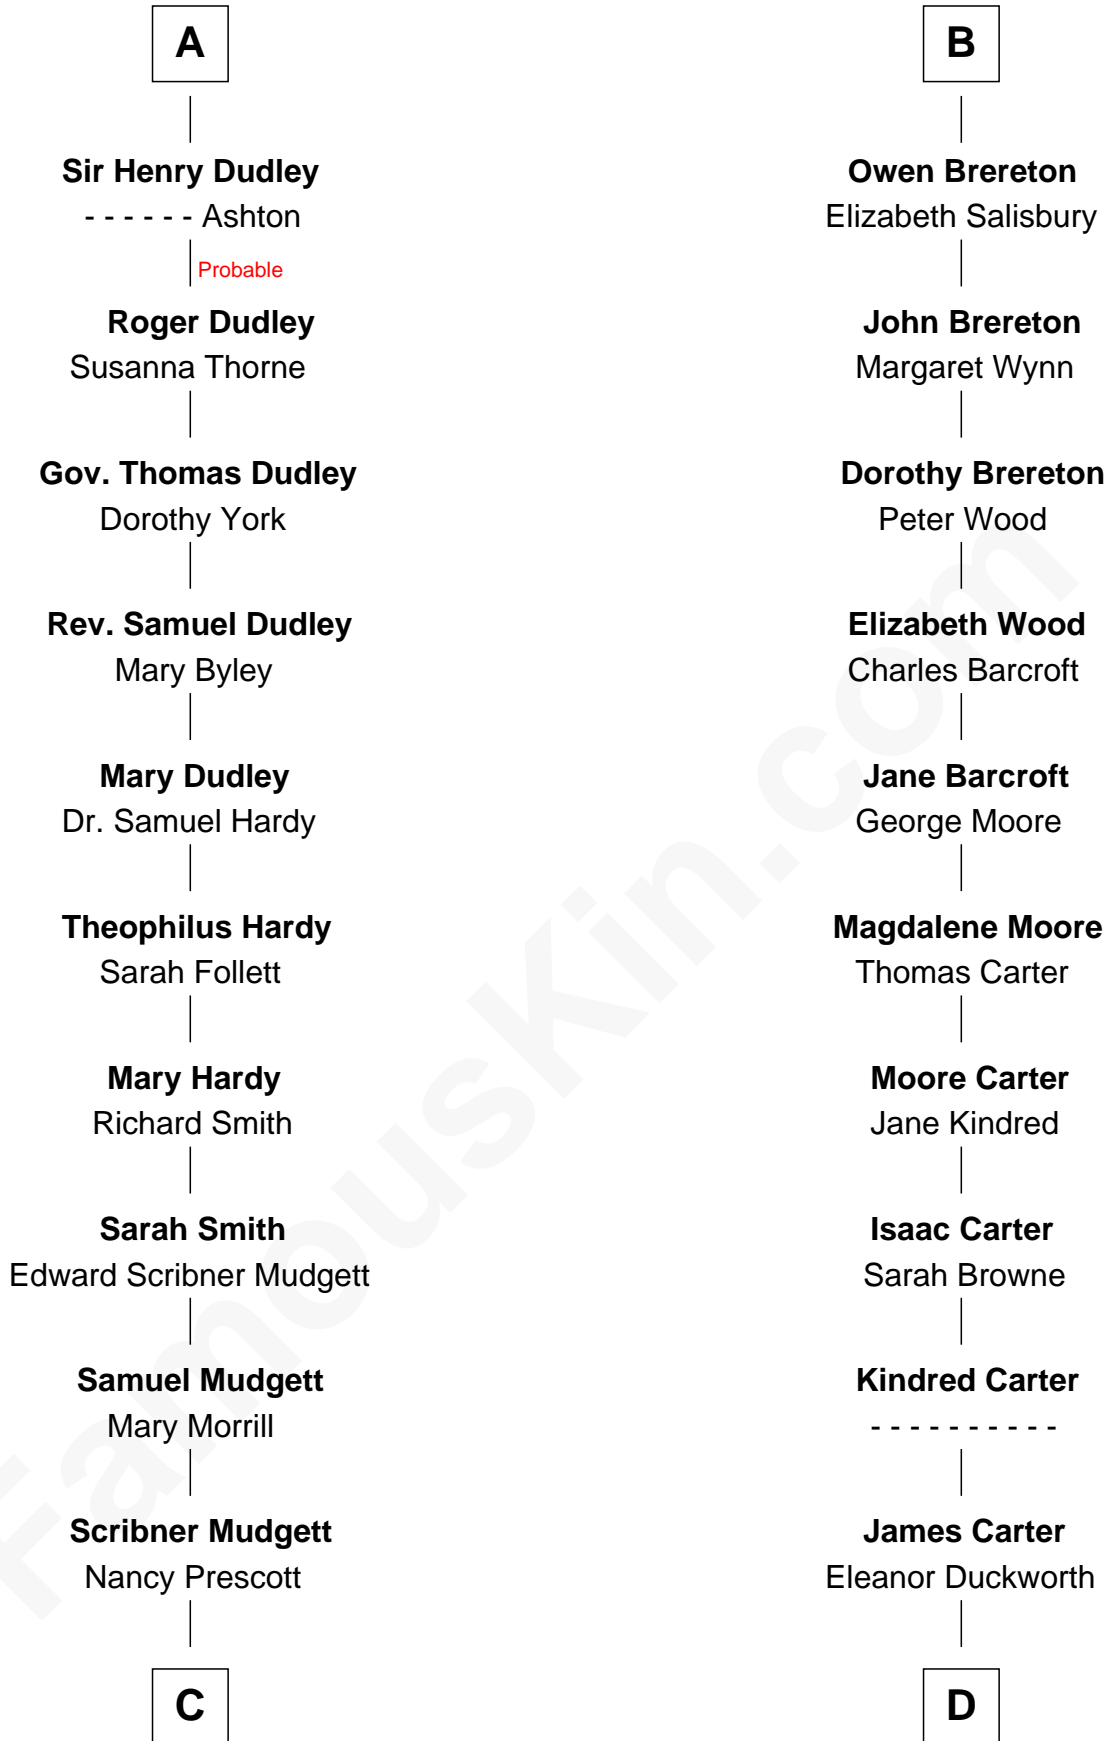 A
Sir Henry Dudley
- - - - - - Ashton
Probable
Roger Dudley
Susanna Thorne
Gov. Thomas Dudley
Dorothy York
Rev. Samuel Dudley
Mary Byley
Mary Dudley
Dr. Samuel Hardy
Theophilus Hardy
Sarah Follett
Mary Hardy
Richard Smith
Sarah Smith
Edward Scribner Mudgett
Samuel Mudgett
Mary Morrill
Scribner Mudgett
Nancy Prescott
C
B
Owen Brereton
Elizabeth Salisbury
John Brereton
Margaret Wynn
Dorothy Brereton
Peter Wood
Elizabeth Wood
Charles Barcroft
Jane Barcroft
George Moore
Magdalene Moore
Thomas Carter
Moore Carter
Jane Kindred
Isaac Carter
Sarah Browne
Kindred Carter
- - - - - - - - - -
James Carter
Eleanor Duckworth
D
FamousKin.com